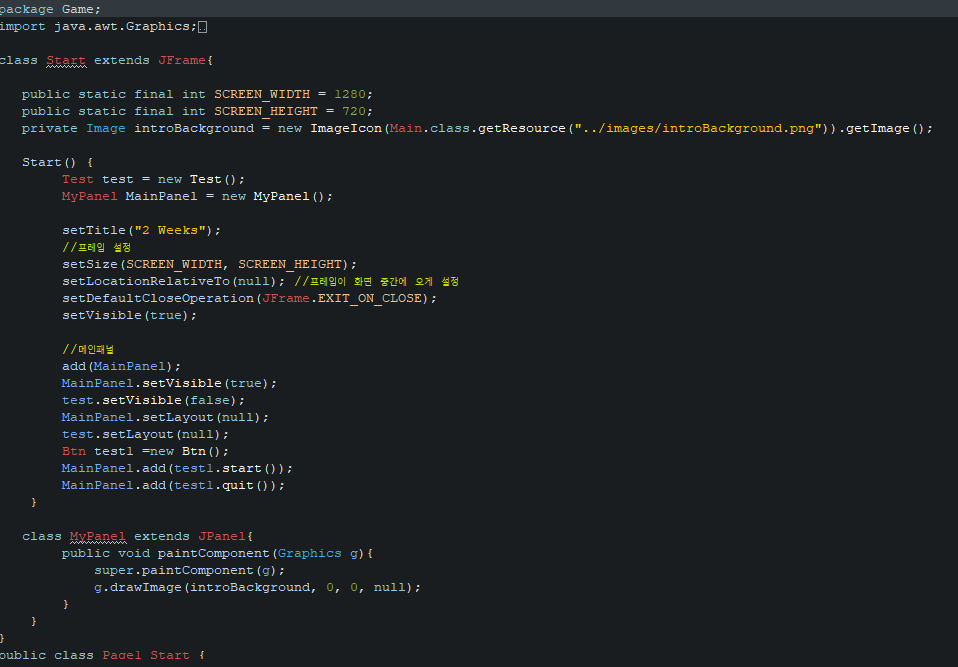 package Game;
import java.awt.Graphics;
class Start extends JFrame{
public static final int SCREEN_WIDTH = 1280;
public static final int SCREEN_HEIGHT = 720;
private Image introBackground = new ImageIcon(Main.class.getResource("../images/introBackground.png")).getImage();
Start() {
Test test = new Test();
MyPanel MainPanel = new MyPanel();
setTitle("2 Weeks");
//프레임 설정
setSize(SCREEN_WIDTH, SCREEN_HEIGHT);
setLocationRelativeTo(null); //프레임이 화면 중간에 오게 설정
setDefaultCloseOperation(JFrame.EXIT_ON_CLOSE);
setVisible(true);
//메인패널
add(MainPanel);
MainPanel.setVisible(true);
test.setVisible(false);
MainPanel.setLayout(null);
test.setLayout(null);
Btn test1 =new Btn();
MainPanel.add(test1.start());
MainPanel.add(test1.quit());
}
class MyPanel extends JPanel{
public void paintComponent(Graphics g){
super.paintComponent(g);
g.drawImage(introBackground, 0, 0, null);
}
}
}
public class Page1_Start {